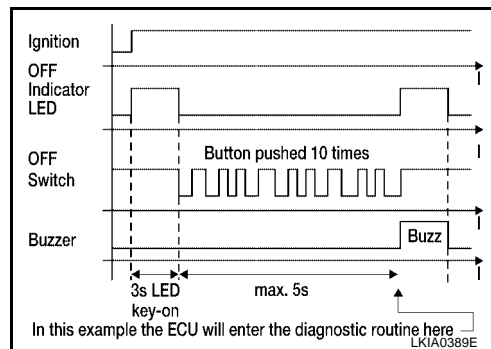 Ignition
OFF
Indicator
LED
OFF
Switch
Button pushed 10 times
Buzzer
Buzz
3s LED
key-on
max. 5s
In this example the ECU will enter the diagnostic routine here
LKIA0389E